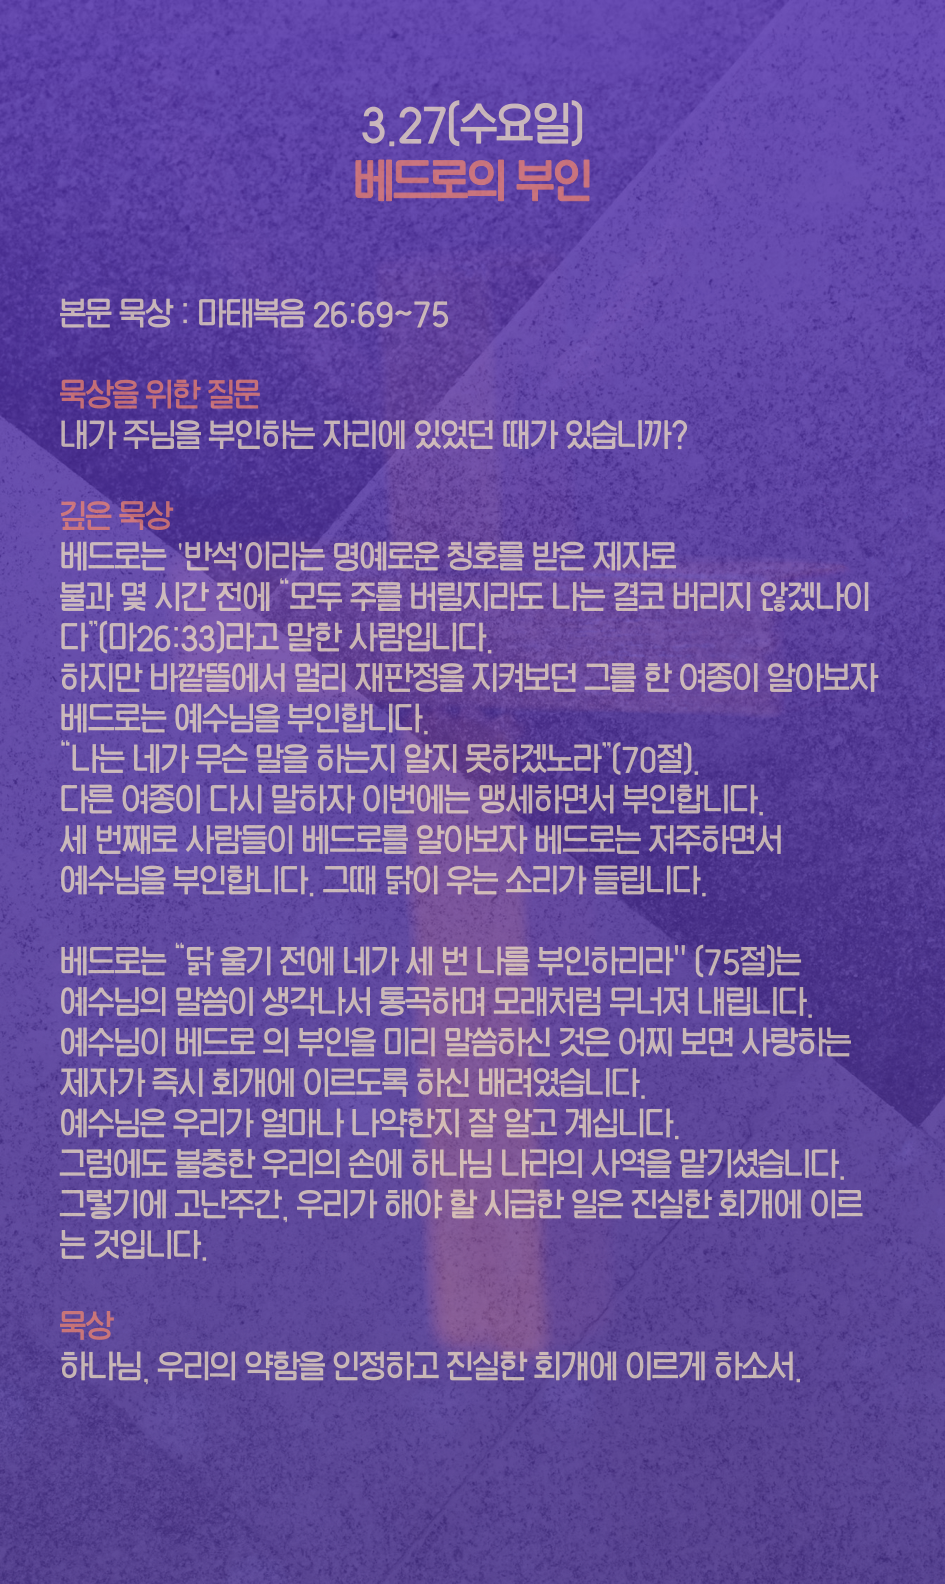 3.27(수요일)
베드로의 부인
본문 묵상 : 마태복음 26:69~75
묵상을 위한 질문
내가 주님을 부인하는 자리에 있었던 때가 있습니까?
깊은 묵상
베드로는 '반석'이라는 명예로운 칭호를 받은 제자로
불과 몇 시간 전에 “모두 주를 버릴지라도 나는 결코 버리지 않겠나이
다”(마26:33)라고 말한 사람입니다.
하지만 바깥뜰에서 멀리 재판정을 지켜보던 그를 한 여종이 알아보자
베드로는 예수님을 부인합니다.
“나는 네가 무슨 말을 하는지 알지 못하겠노라”(70절).
다른 여종이 다시 말하자 이번에는 맹세하면서 부인합니다.
세 번째로 사람들이 베드로를 알아보자 베드로는 저주하면서
예수님을 부인합니다. 그때 닭이 우는 소리가 들립니다.
베드로는 “닭 울기 전에 네가 세 번 나를 부인하리라" (75절)는
예수님의 말씀이 생각나서 통곡하며 모래처럼 무너져 내립니다.
예수님이 베드로 의 부인을 미리 말씀하신 것은 어찌 보면 사랑하는
제자가 즉시 회개에 이르도록 하신 배려였습니다.
예수님은 우리가 얼마나 나약한지 잘 알고 계십니다.
그럼에도 불충한 우리의 손에 하나님 나라의 사역을 맡기셨습니다.
그렇기에 고난주간, 우리가 해야 할 시급한 일은 진실한 회개에 이르
는 것입니다.
묵상
하나님, 우리의 약함을 인정하고 진실한 회개에 이르게 하소서.